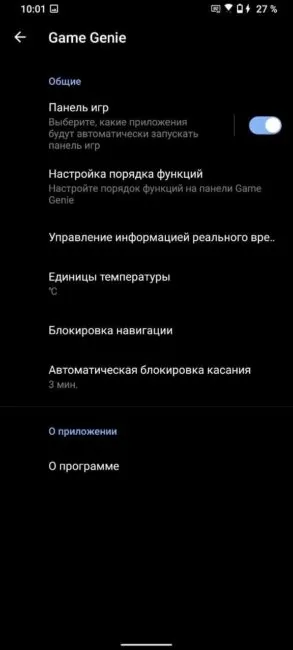 10:01 27 %
Game Genie
Общие
Панель игр
Выберите, какие приложения
будут автоматически запускать
панель игр
Настройка порядка функций
Настройте порядок функций на панели Game
Genie
Управление информацией реального вре..
Единицы температуры
°C
Блокировка навигации
Автоматическая блокировка касания
3 мин.
О приложении
О программе